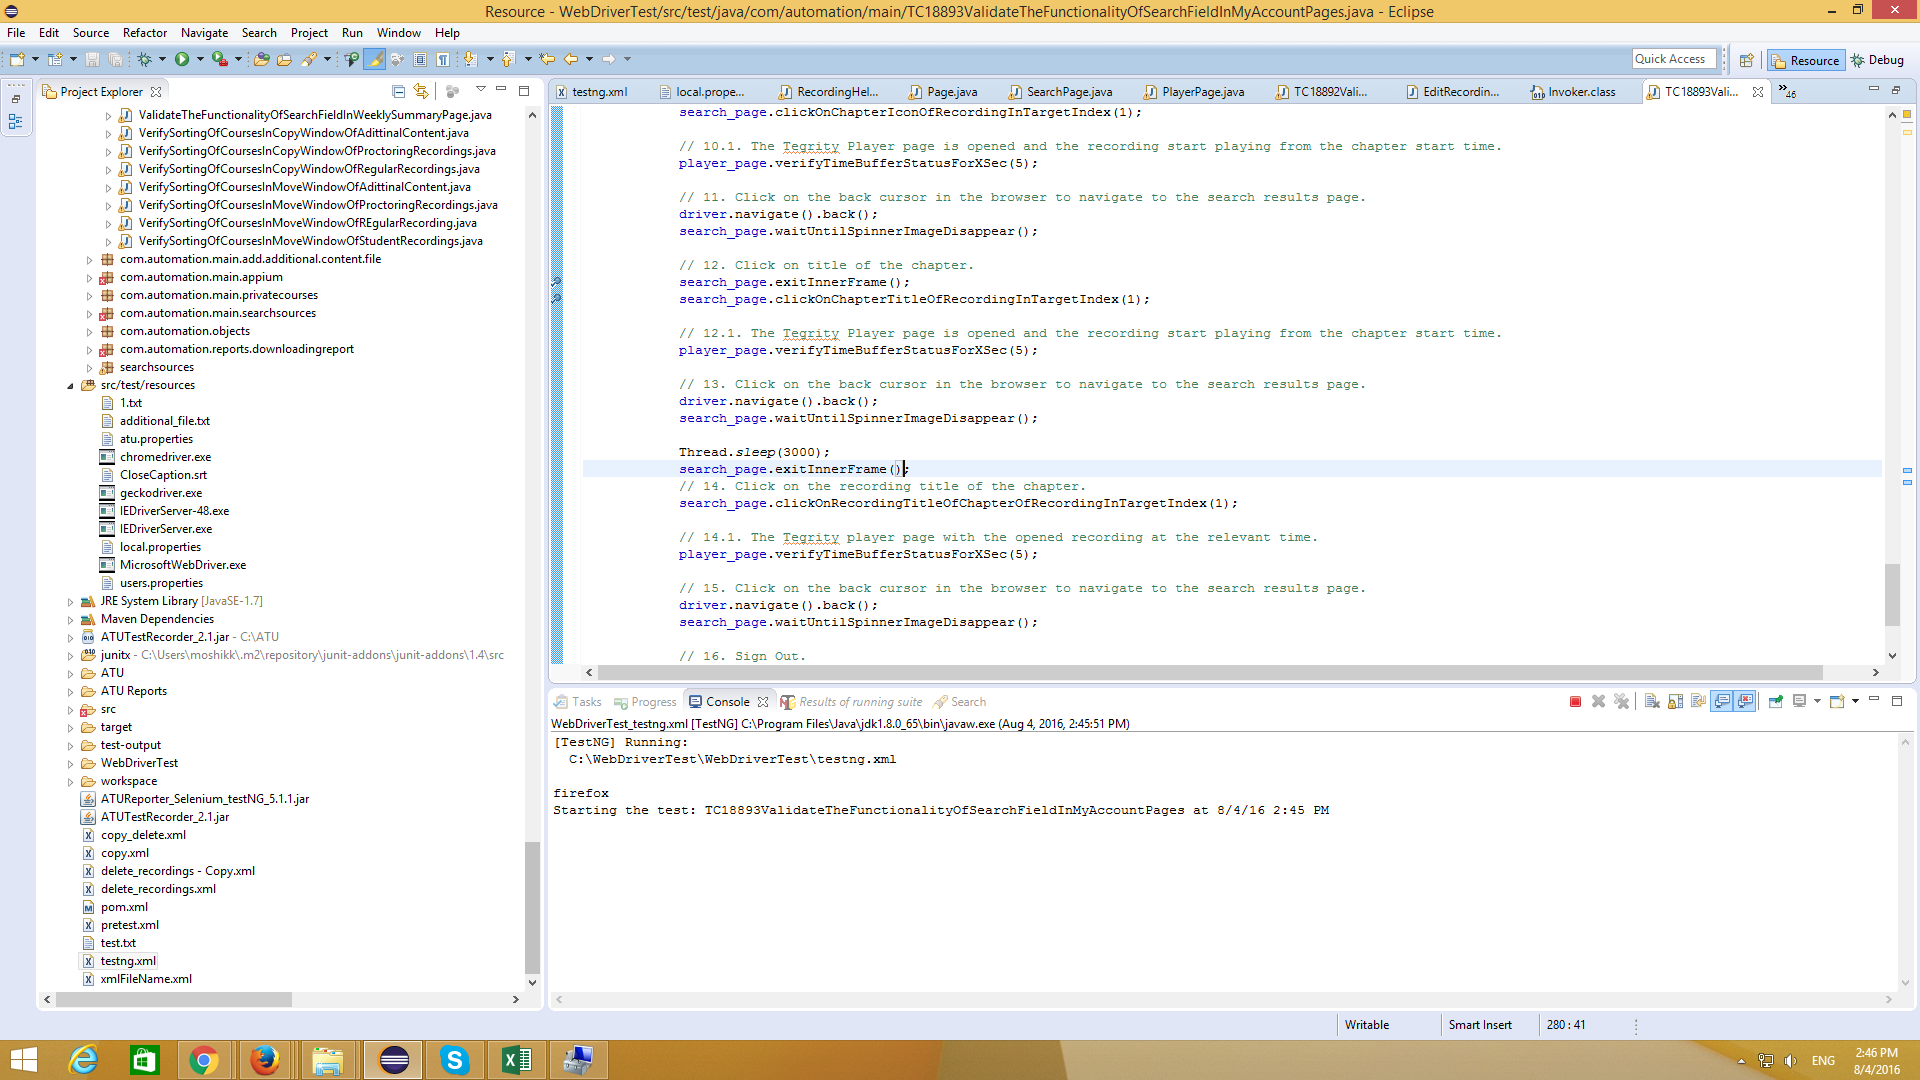 Resource - WebDriverTest/src/test/java/com/automation/main/TC18893ValidateTheFunctionalityOfSearchFieldInMyAccountPages.java - Eclipse
File Edit Source Refactor Navigate Search Project Run Window Help
Quick Access
Resource
Debug
Project Explorer
testng.xml
local.prope...
RecordingHel...
Page.java
SearchPage.java
PlayerPage.java
TC18892Vali...
EditRecordin...
Invoker.class
TC18893Vali...
»46
ValidateTheFunctionalityOfSearchFieldInWeeklySummaryPage.java
VerifySortingOfCoursesInCopyWindowOfAdittinalContent.java
VerifySortingOfCoursesInCopyWindowOfProctoringRecordings.java
VerifySortingOfCoursesInCopyWindowOfRegularRecordings.java
VerifySortingOfCoursesInMoveWindowOfAdittinalContent.java
VerifySortingOfCoursesInMoveWindowOfProctoringRecordings.java
VerifySortingOfCoursesInMoveWindowOfREgularRecording.java
VerifySortingOfCoursesInMoveWindowOfStudentRecordings.java
com.automation.main.add.additional.content.file
com.automation.main.appium
com.automation.main.privatecourses
com.automation.main.searchsources
com.automation.objects
com.automation.reports.downloadingreport
searchsources
src/test/resources
1.txt
additional_file.txt
atu.properties
chromedriver.exe
CloseCaption.srt
geckodriver.exe
IEDriverServer-48.exe
IEDriverServer.exe
local.properties
MicrosoftWebDriver.exe
users.properties
JRE System Library [JavaSE-1.7]
Maven Dependencies
ATUTestRecorder_2.1.jar - C:\ATU
junitx - C:\Users\moshikk\.m2\repository\junit-addons\junit-addons\1.4\src
ATU
ATU Reports
src
target
test-output
WebDriverTest
workspace
ATUReporter_Selenium_testNG_5.1.1.jar
ATUTestRecorder_2.1.jar
copy_delete.xml
copy.xml
delete_recordings - Copy.xml
delete_recordings.xml
pom.xml
pretest.xml
test.txt
testng.xml
xmlFileName.xml
search_page.clickOnChapterIconOfRecordingInTargetIndex(1);
// 10.1. The Tegrity Player page is opened and the recording start playing from the chapter start time.
player_page.verifyTimeBufferStatusForXSec(5);
// 11. Click on the back cursor in the browser to navigate to the search results page.
driver.navigate().back();
search_page.waitUntilSpinnerImageDisappear();
// 12. Click on title of the chapter.
search_page.exitInnerFrame();
search_page.clickOnChapterTitleOfRecordingInTargetIndex(1);
// 12.1. The Tegrity Player page is opened and the recording start playing from the chapter start time.
player_page.verifyTimeBufferStatusForXSec(5);
// 13. Click on the back cursor in the browser to navigate to the search results page.
driver.navigate().back();
search_page.waitUntilSpinnerImageDisappear();
Thread.sleep(3000);
search_page.exitInnerFrame();
// 14. Click on the recording title of the chapter.
search_page.clickOnRecordingTitleOfChapterOfRecordingInTargetIndex(1);
// 14.1. The Tegrity player page with the opened recording at the relevant time.
player_page.verifyTimeBufferStatusForXSec(5);
// 15. Click on the back cursor in the browser to navigate to the search results page.
driver.navigate().back();
search_page.waitUntilSpinnerImageDisappear();
// 16. Sign Out.
Tasks Progress Console Results of running suite Search
WebDriverTest_testng.xml [TestNG] C:\Program Files\Java\jdk1.8.0_65\bin\javaw.exe (Aug 4, 2016, 2:45:51 PM)
[TestNG] Running:
C:\WebDriverTest\WebDriverTest\testng.xml
firefox
Starting the test: TC18893ValidateTheFunctionalityOfSearchFieldInMyAccountPages at 8/4/16 2:45 PM
Writable
Smart Insert
280 : 41
ENG
2:46 PM
8/4/2016